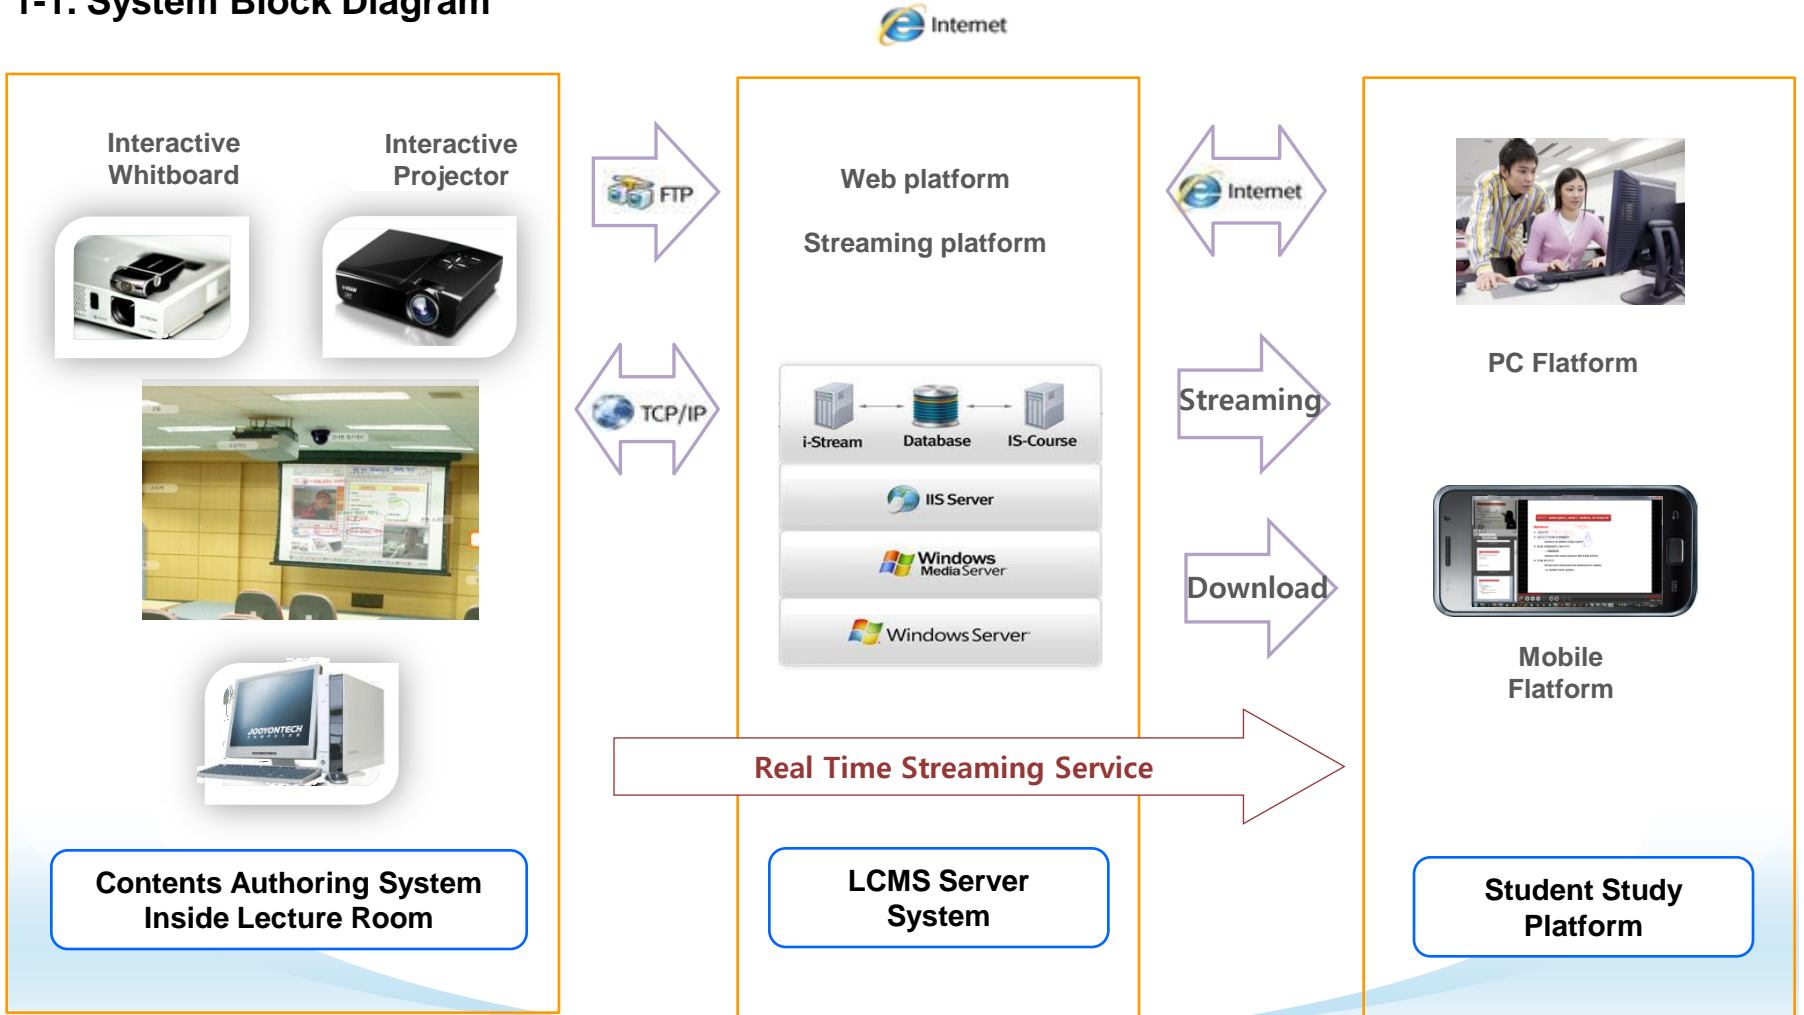 1-1. System Block Diagram
Internet
Interactive
Whitboard
Interactive
Projector
FTP
TCP/IP
JOOYONTECH
COMPUTER
Contents Authoring System
Inside Lecture Room
Web platform
Streaming platform
i-Stream
Database
IS-Course
IIS Server
Windows
Media Server
Windows Server
Real Time Streaming Service
LCMS Server
System
Internet
Streaming
Download
PC Flatform
Mobile
Flatform
Student Study
Platform